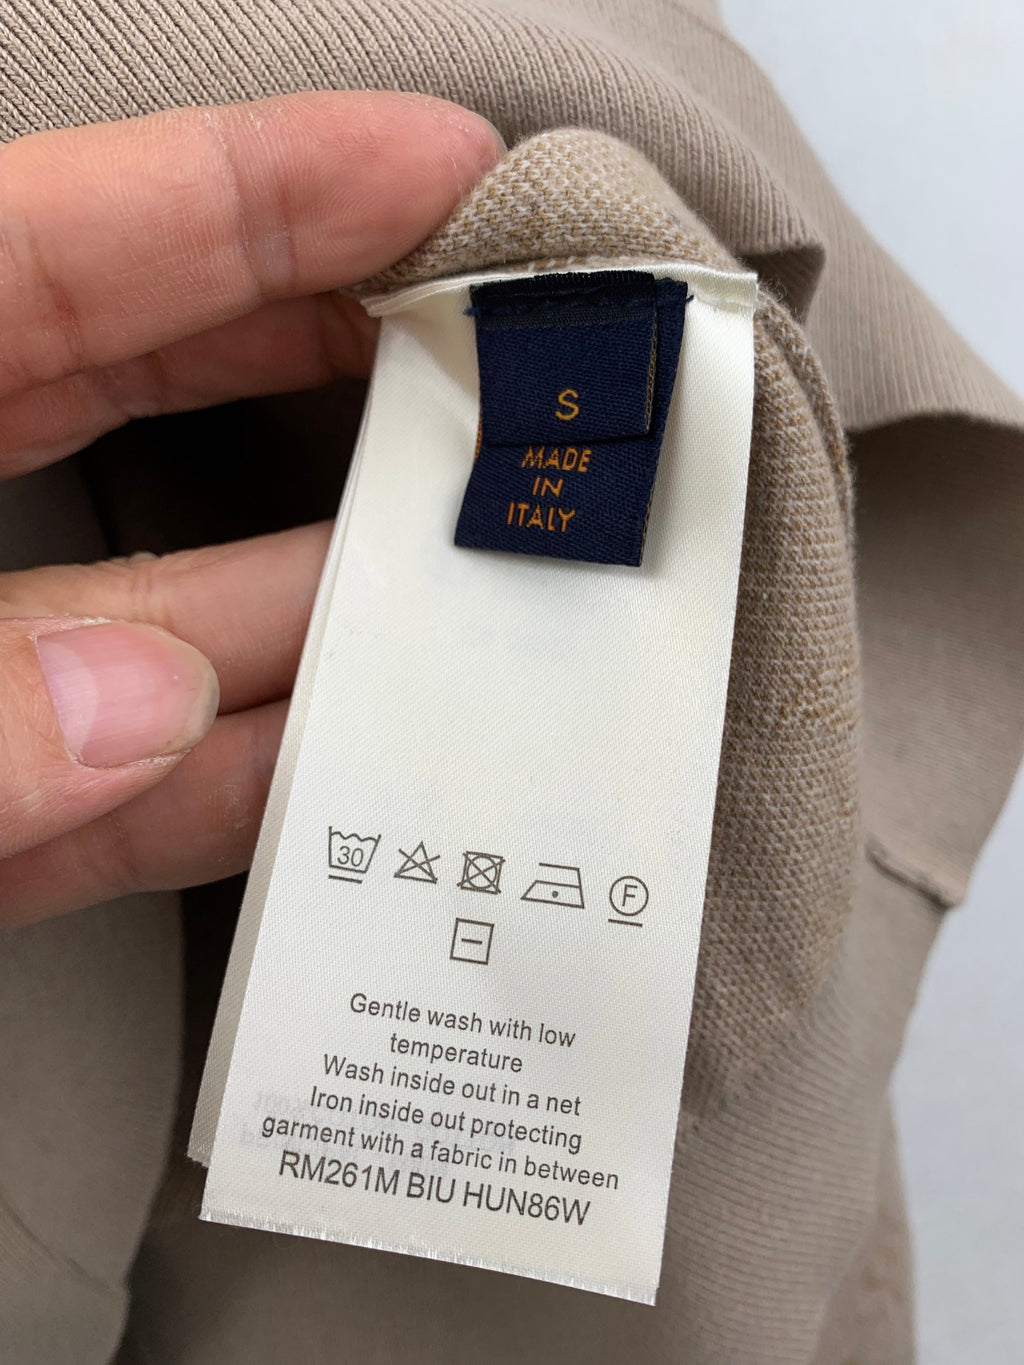 S
MADE
IN
ITALY
30
F
Gentle wash with low
temperature
Wash inside out in a net
Iron inside out protecting
garment with a fabric in between
RM261M BIU HUN86W